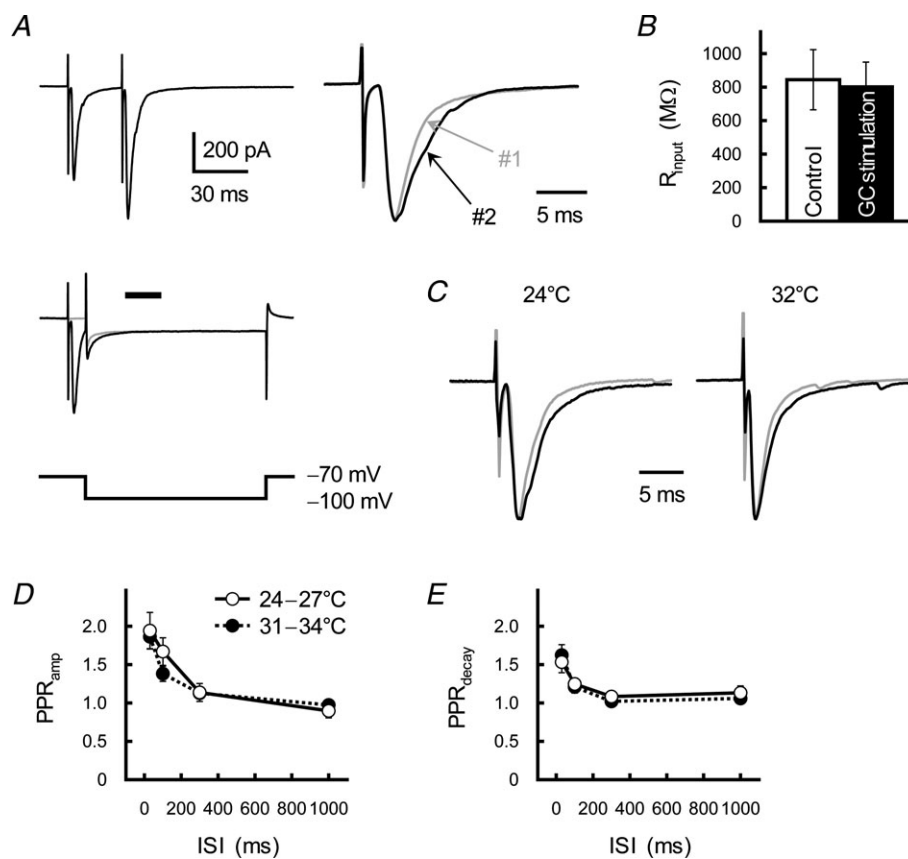 A
200 pA
30 ms
#1
#2
5 ms
−70 mV
−100 mV
B
R_input (MΩ)
1000
800
600
400
200
0
Control
GC stimulation
C
24°C
32°C
5 ms
D
24–27°C
31–34°C
PPR_amp
2.0
1.5
1.0
0.5
0
0 200 400 600 800 1000
ISI (ms)
E
PPR_decay
2.0
1.5
1.0
0.5
0
0 200 400 600 800 1000
ISI (ms)